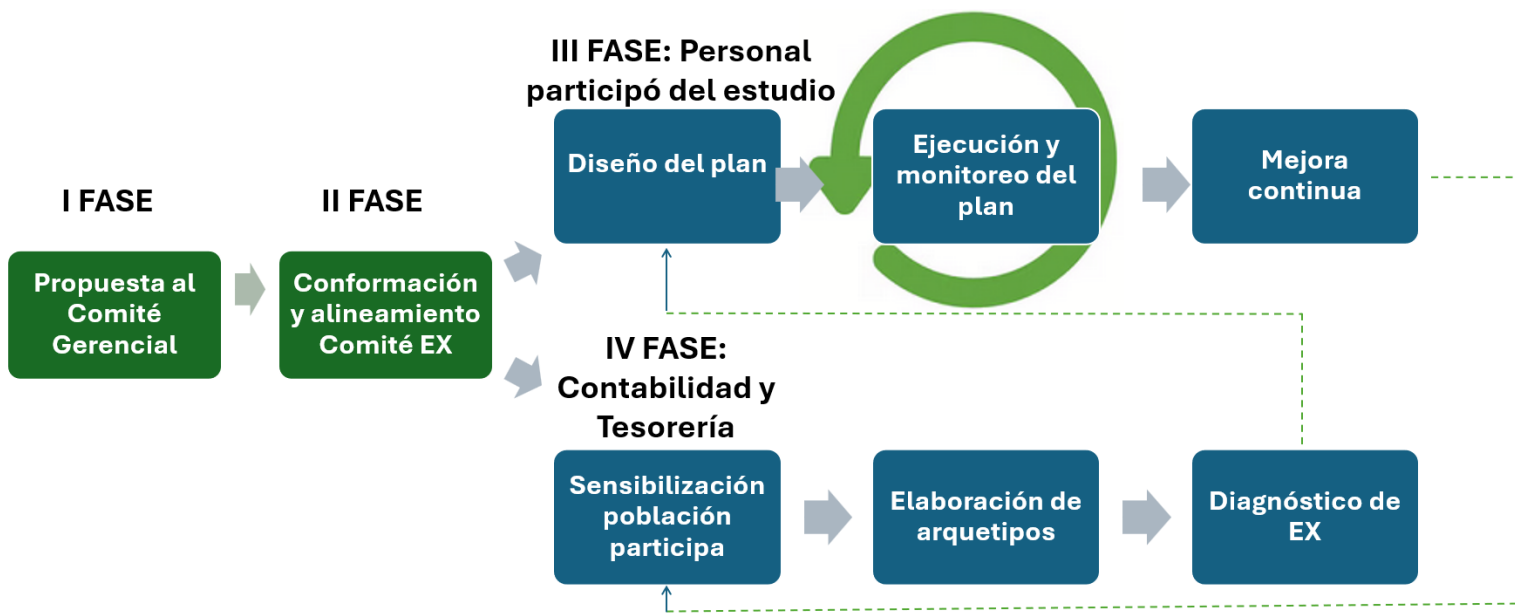 I FASE
Propuesta al
Comité
Gerencial
II FASE
Conformación
y alineamiento
Comité EX
III FASE: Personal
participó del estudio
Diseño del plan
Ejecución y
monitoreo del
plan
Mejora
continua
IV FASE:
Contabilidad y
Tesorería
Sensibilización
población
participa
Elaboración de
arquetipos
Diagnóstico de
EX